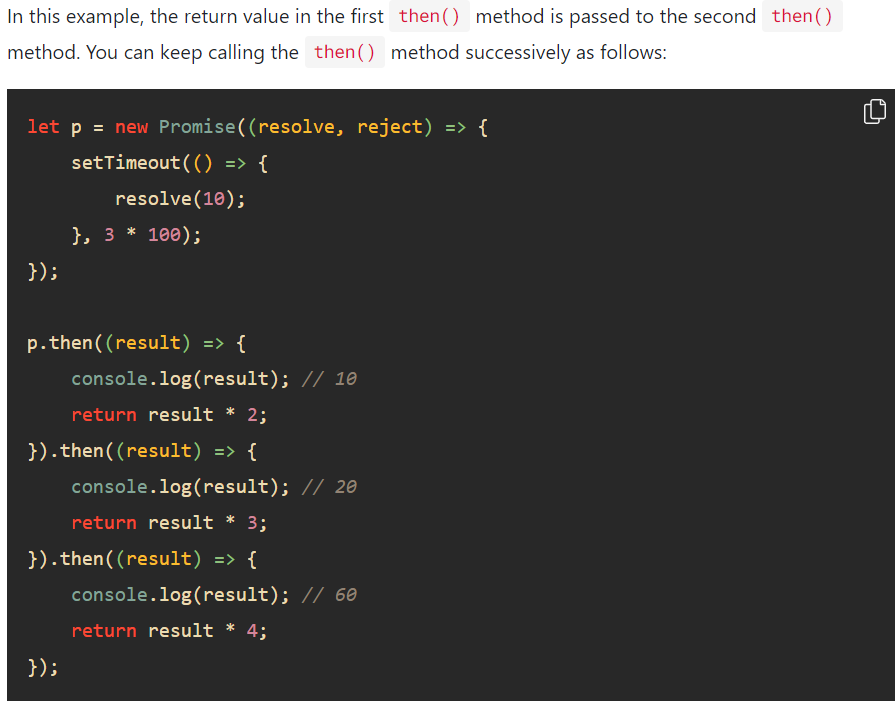 In this example, the return value in the first then() method is passed to the second then()
method. You can keep calling the then() method successively as follows:
let p = new Promise((resolve, reject) => {
    setTimeout(() => {
        resolve(10);
    }, 3 * 100);
});

p.then((result) => {
    console.log(result); // 10
    return result * 2;
}).then((result) => {
    console.log(result); // 20
    return result * 3;
}).then((result) => {
    console.log(result); // 60
    return result * 4;
});